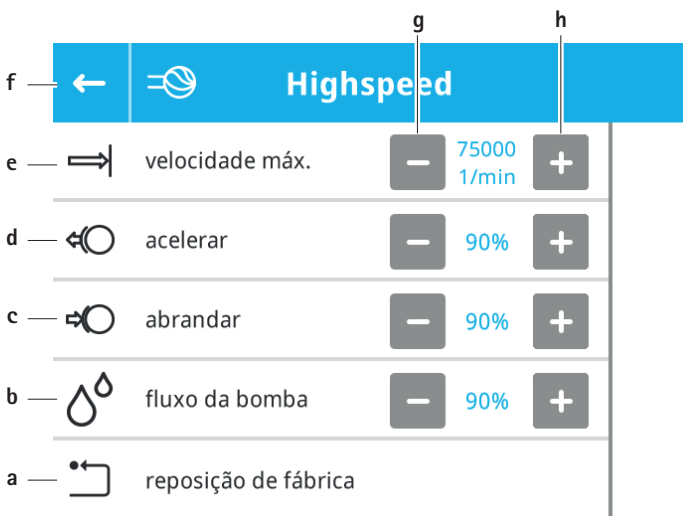 g h
f Highspeed
e velocidade máx. 75000
1/min
d acelerar 90%
c abrandar 90%
b fluxo da bomba 90%
a reposição de fábrica